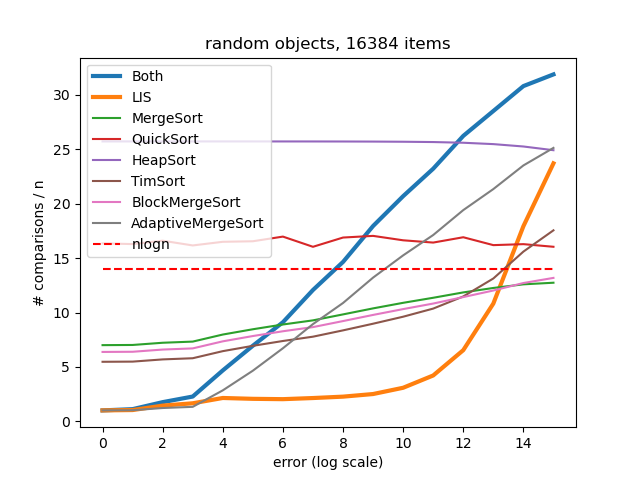 random objects, 16384 items
Both
LIS
MergeSort
QuickSort
HeapSort
TimSort
BlockMergeSort
AdaptiveMergeSort
nlogn
# comparisons / n
30
25
20
15
10
5
0
0 2 4 6 8 10 12 14
error (log scale)